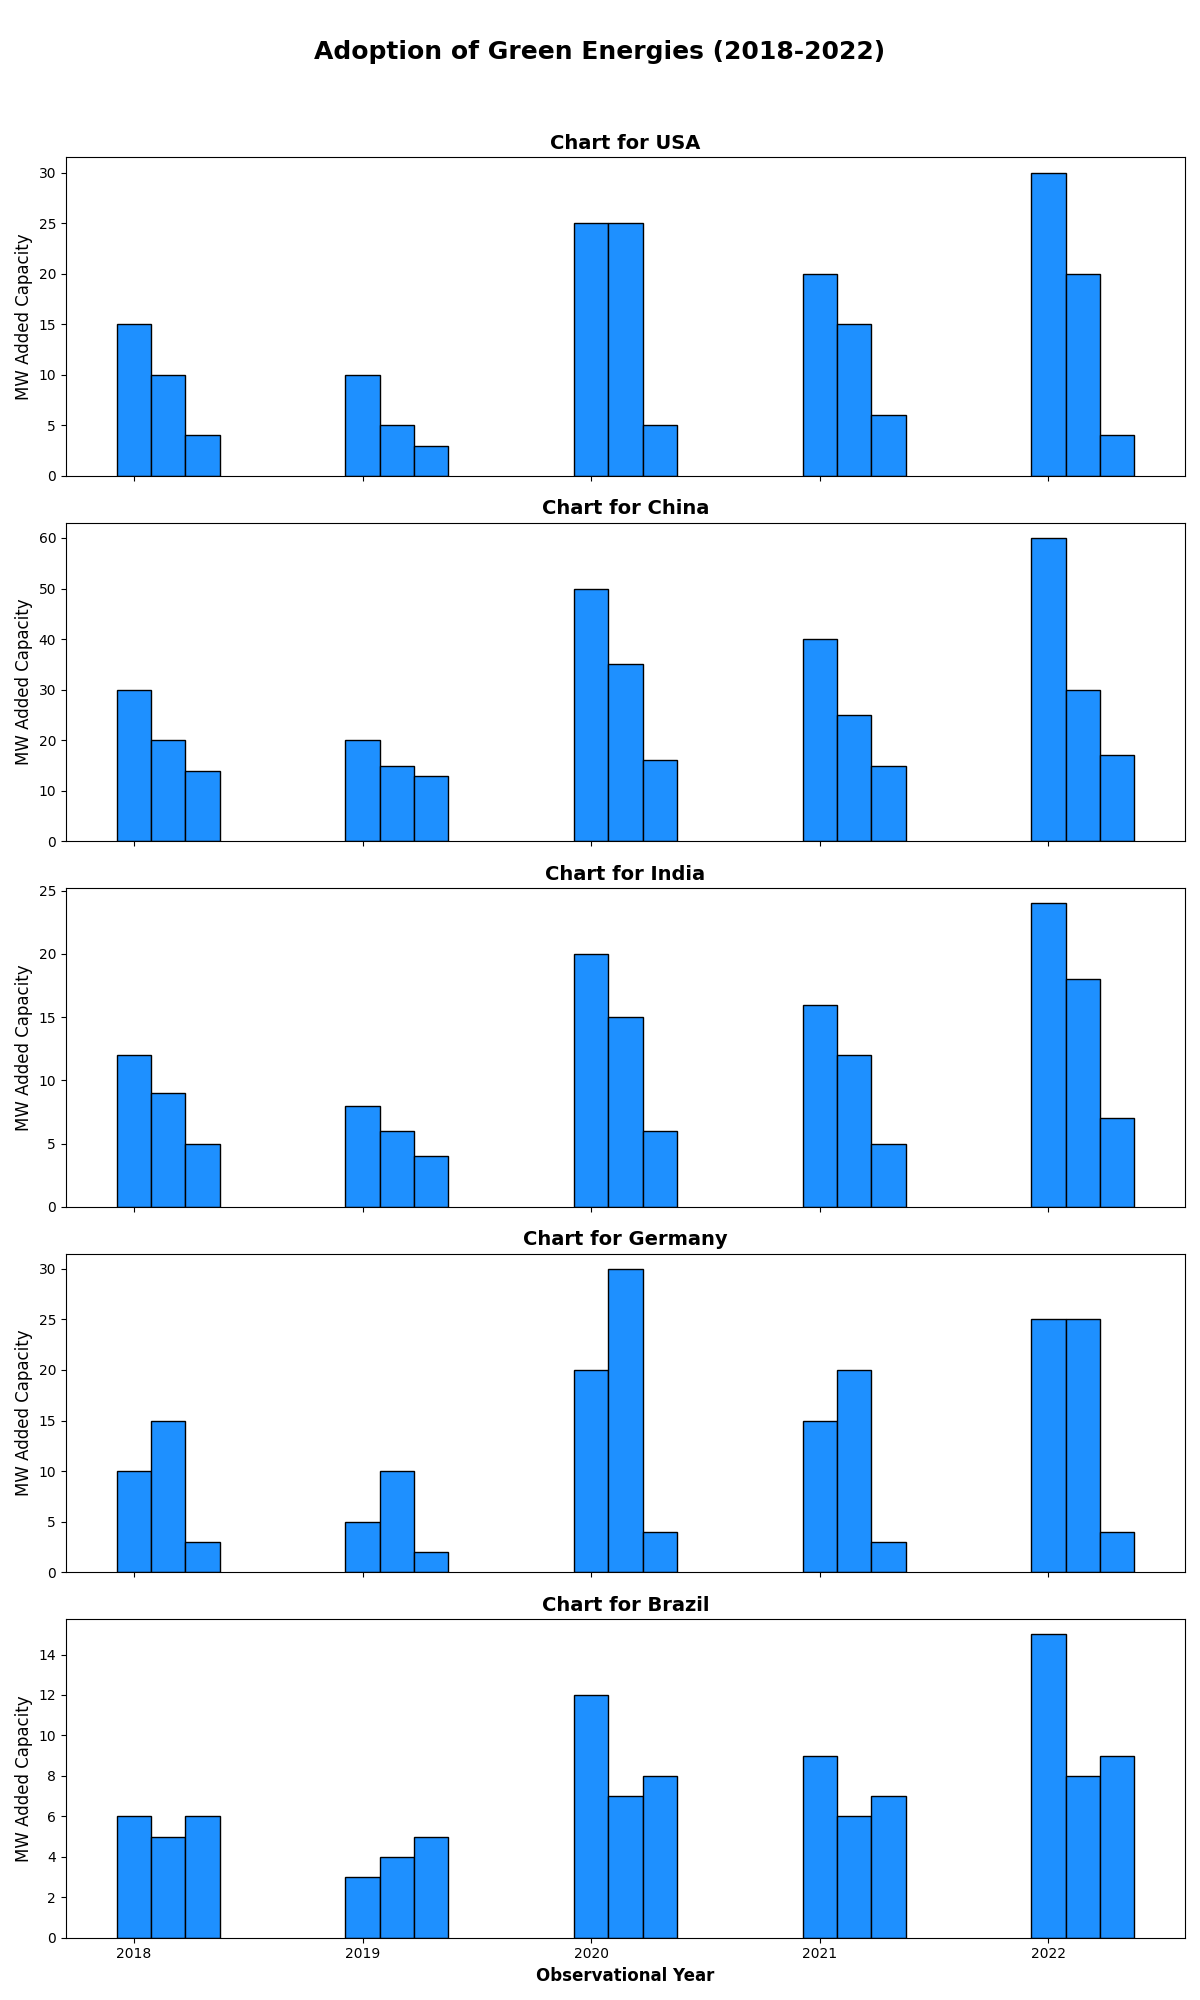 Adoption of Green Energies (2018-2022)
Chart for USA
MW Added Capacity
30
25
20
15
10
5
0
Chart for China
MW Added Capacity
60
50
40
30
20
10
0
Chart for India
MW Added Capacity
25
20
15
10
5
0
Chart for Germany
MW Added Capacity
30
25
20
15
10
5
0
Chart for Brazil
MW Added Capacity
14
12
10
8
6
4
2
0
2018 2019 2020 2021 2022
Observational Year